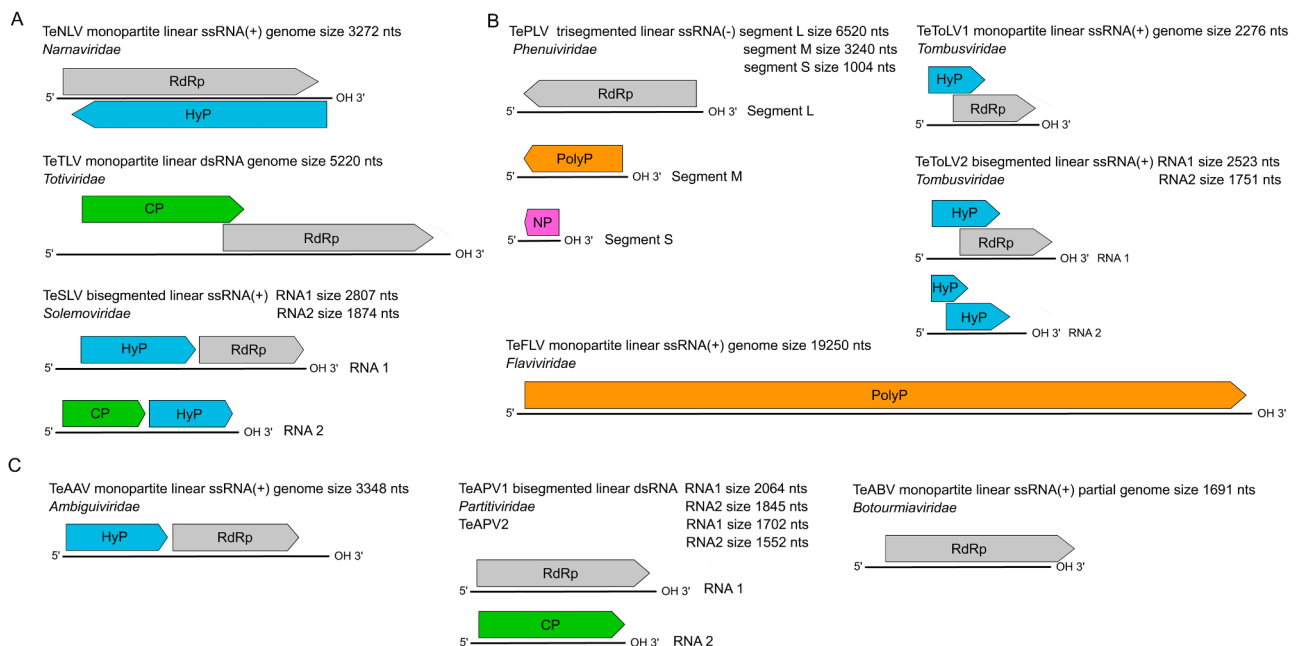 A
TeNLV monopartite linear ssRNA(+) genome size 3272 nts
Narnaviridae
RdRp
5' OH 3'
HyP
TeTLV monopartite linear dsRNA genome size 5220 nts
Totiviridae
CP
RdRp
5' OH 3'
TeSLV bisegmented linear ssRNA(+) RNA1 size 2807 nts
Solemoviridae RNA2 size 1874 nts
HyP RdRp
5' OH 3' RNA 1
CP HyP
5' OH 3' RNA 2
B
TePLV trisegmented linear ssRNA(-) segment L size 6520 nts
Phenuiviridae segment M size 3240 nts
segment S size 1004 nts
RdRp
5' OH 3' Segment L
PolyP
5' OH 3' Segment M
NP
5' OH 3' Segment S
TeToLV1 monopartite linear ssRNA(+) genome size 2276 nts
Tombusviridae
HyP
RdRp
5' OH 3'
TeToLV2 bisegmented linear ssRNA(+) RNA1 size 2523 nts
Tombusviridae RNA2 size 1751 nts
HyP
RdRp
5' OH 3' RNA 1
HyP
HyP
5' OH 3' RNA 2
TeFLV monopartite linear ssRNA(+) genome size 19250 nts
Flaviviridae
PolyP
5' OH 3'
C
TeAAV monopartite linear ssRNA(+) genome size 3348 nts
Ambiguiviridae
HyP RdRp
5' OH 3'
TeAPV1 bisegmented linear dsRNA RNA1 size 2064 nts
Partitiviridae RNA2 size 1845 nts
TeAPV2 RNA1 size 1702 nts
RNA2 size 1552 nts
RdRp
5' OH 3' RNA 1
CP
5' OH 3' RNA 2
TeABV monopartite linear ssRNA(+) partial genome size 1691 nts
Botourmiaviridae
RdRp
5' OH 3'